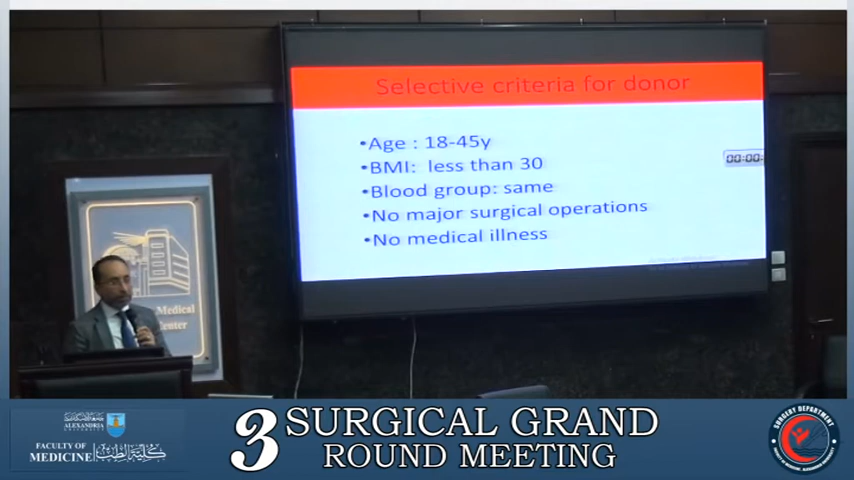 Selective criteria for donor
•Age : 18-45y
•BMI: less than 30
•Blood group: same
•No major surgical operations
•No medical illness
00:00:
Medical
Center
ALEXANDRIA
FACULTY OF
MEDICINE
كلية الطب
3 SURGICAL GRAND
ROUND MEETING
SURGERY DEPARTMENT